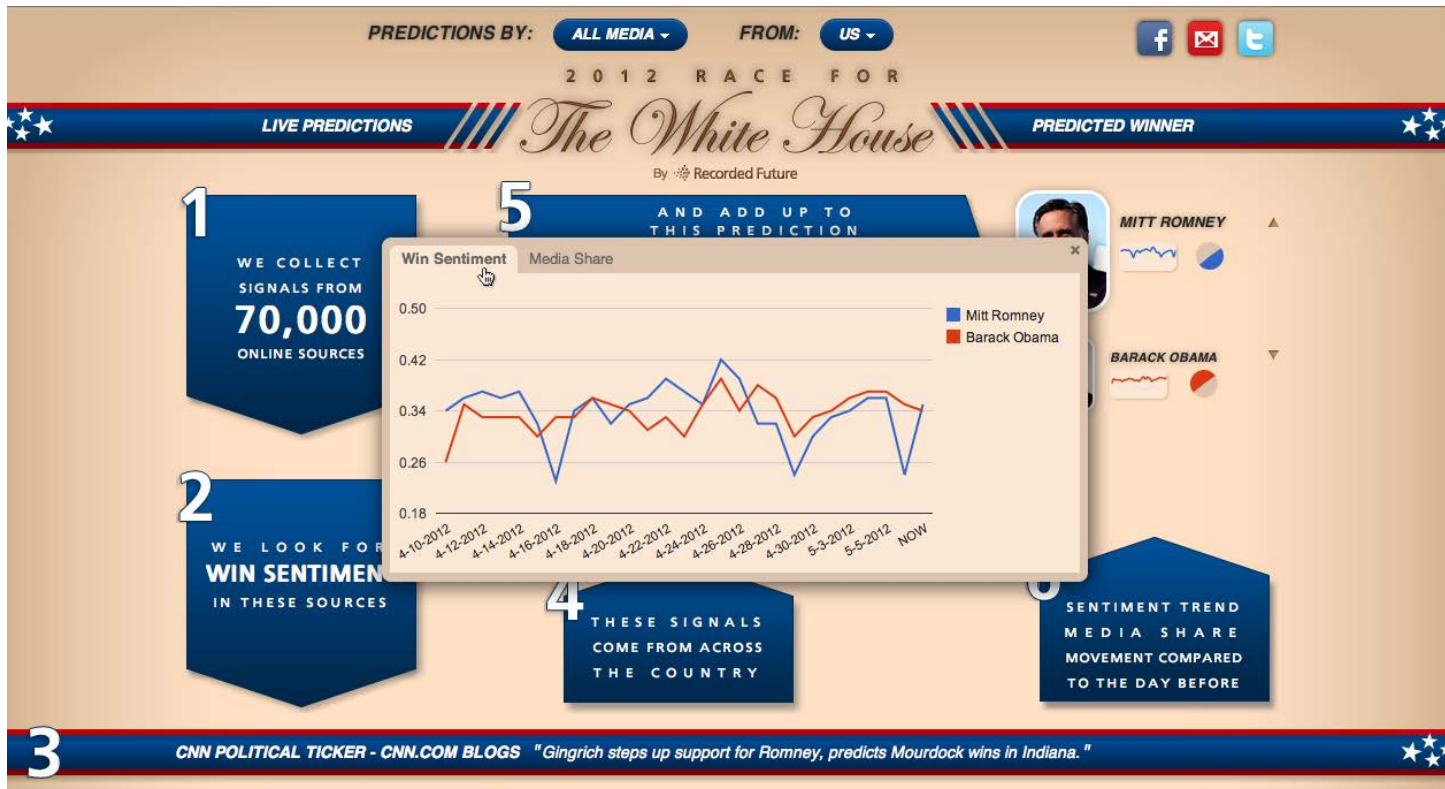 PREDICTIONS BY: ALL MEDIA FROM: US
2012 RACE FOR
The White House
LIVE PREDICTIONS
PREDICTED WINNER
By Recorded Future
1
WE COLLECT
SIGNALS FROM
70,000
ONLINE SOURCES
5
AND ADD UP TO
THIS PREDICTION
MITT ROMNEY
BARACK OBAMA
Win Sentiment Media Share ×
0.50
0.42
0.34
0.26
0.18
4-10-2012 4-12-2012 4-14-2012 4-16-2012 4-18-2012 4-20-2012 4-22-2012 4-24-2012 4-26-2012 4-28-2012 4-30-2012 5-3-2012 5-5-2012 NOW
Mitt Romney
Barack Obama
2
WE LOOK FOR
WIN SENTIMEN
IN THESE SOURCES
4
THESE SIGNALS
COME FROM ACROSS
THE COUNTRY
SENTIMENT TREND
MEDIA SHARE
MOVEMENT COMPARED
TO THE DAY BEFORE
3
CNN POLITICAL TICKER - CNN.COM BLOGS "Gingrich steps up support for Romney, predicts Mourdock wins in Indiana."